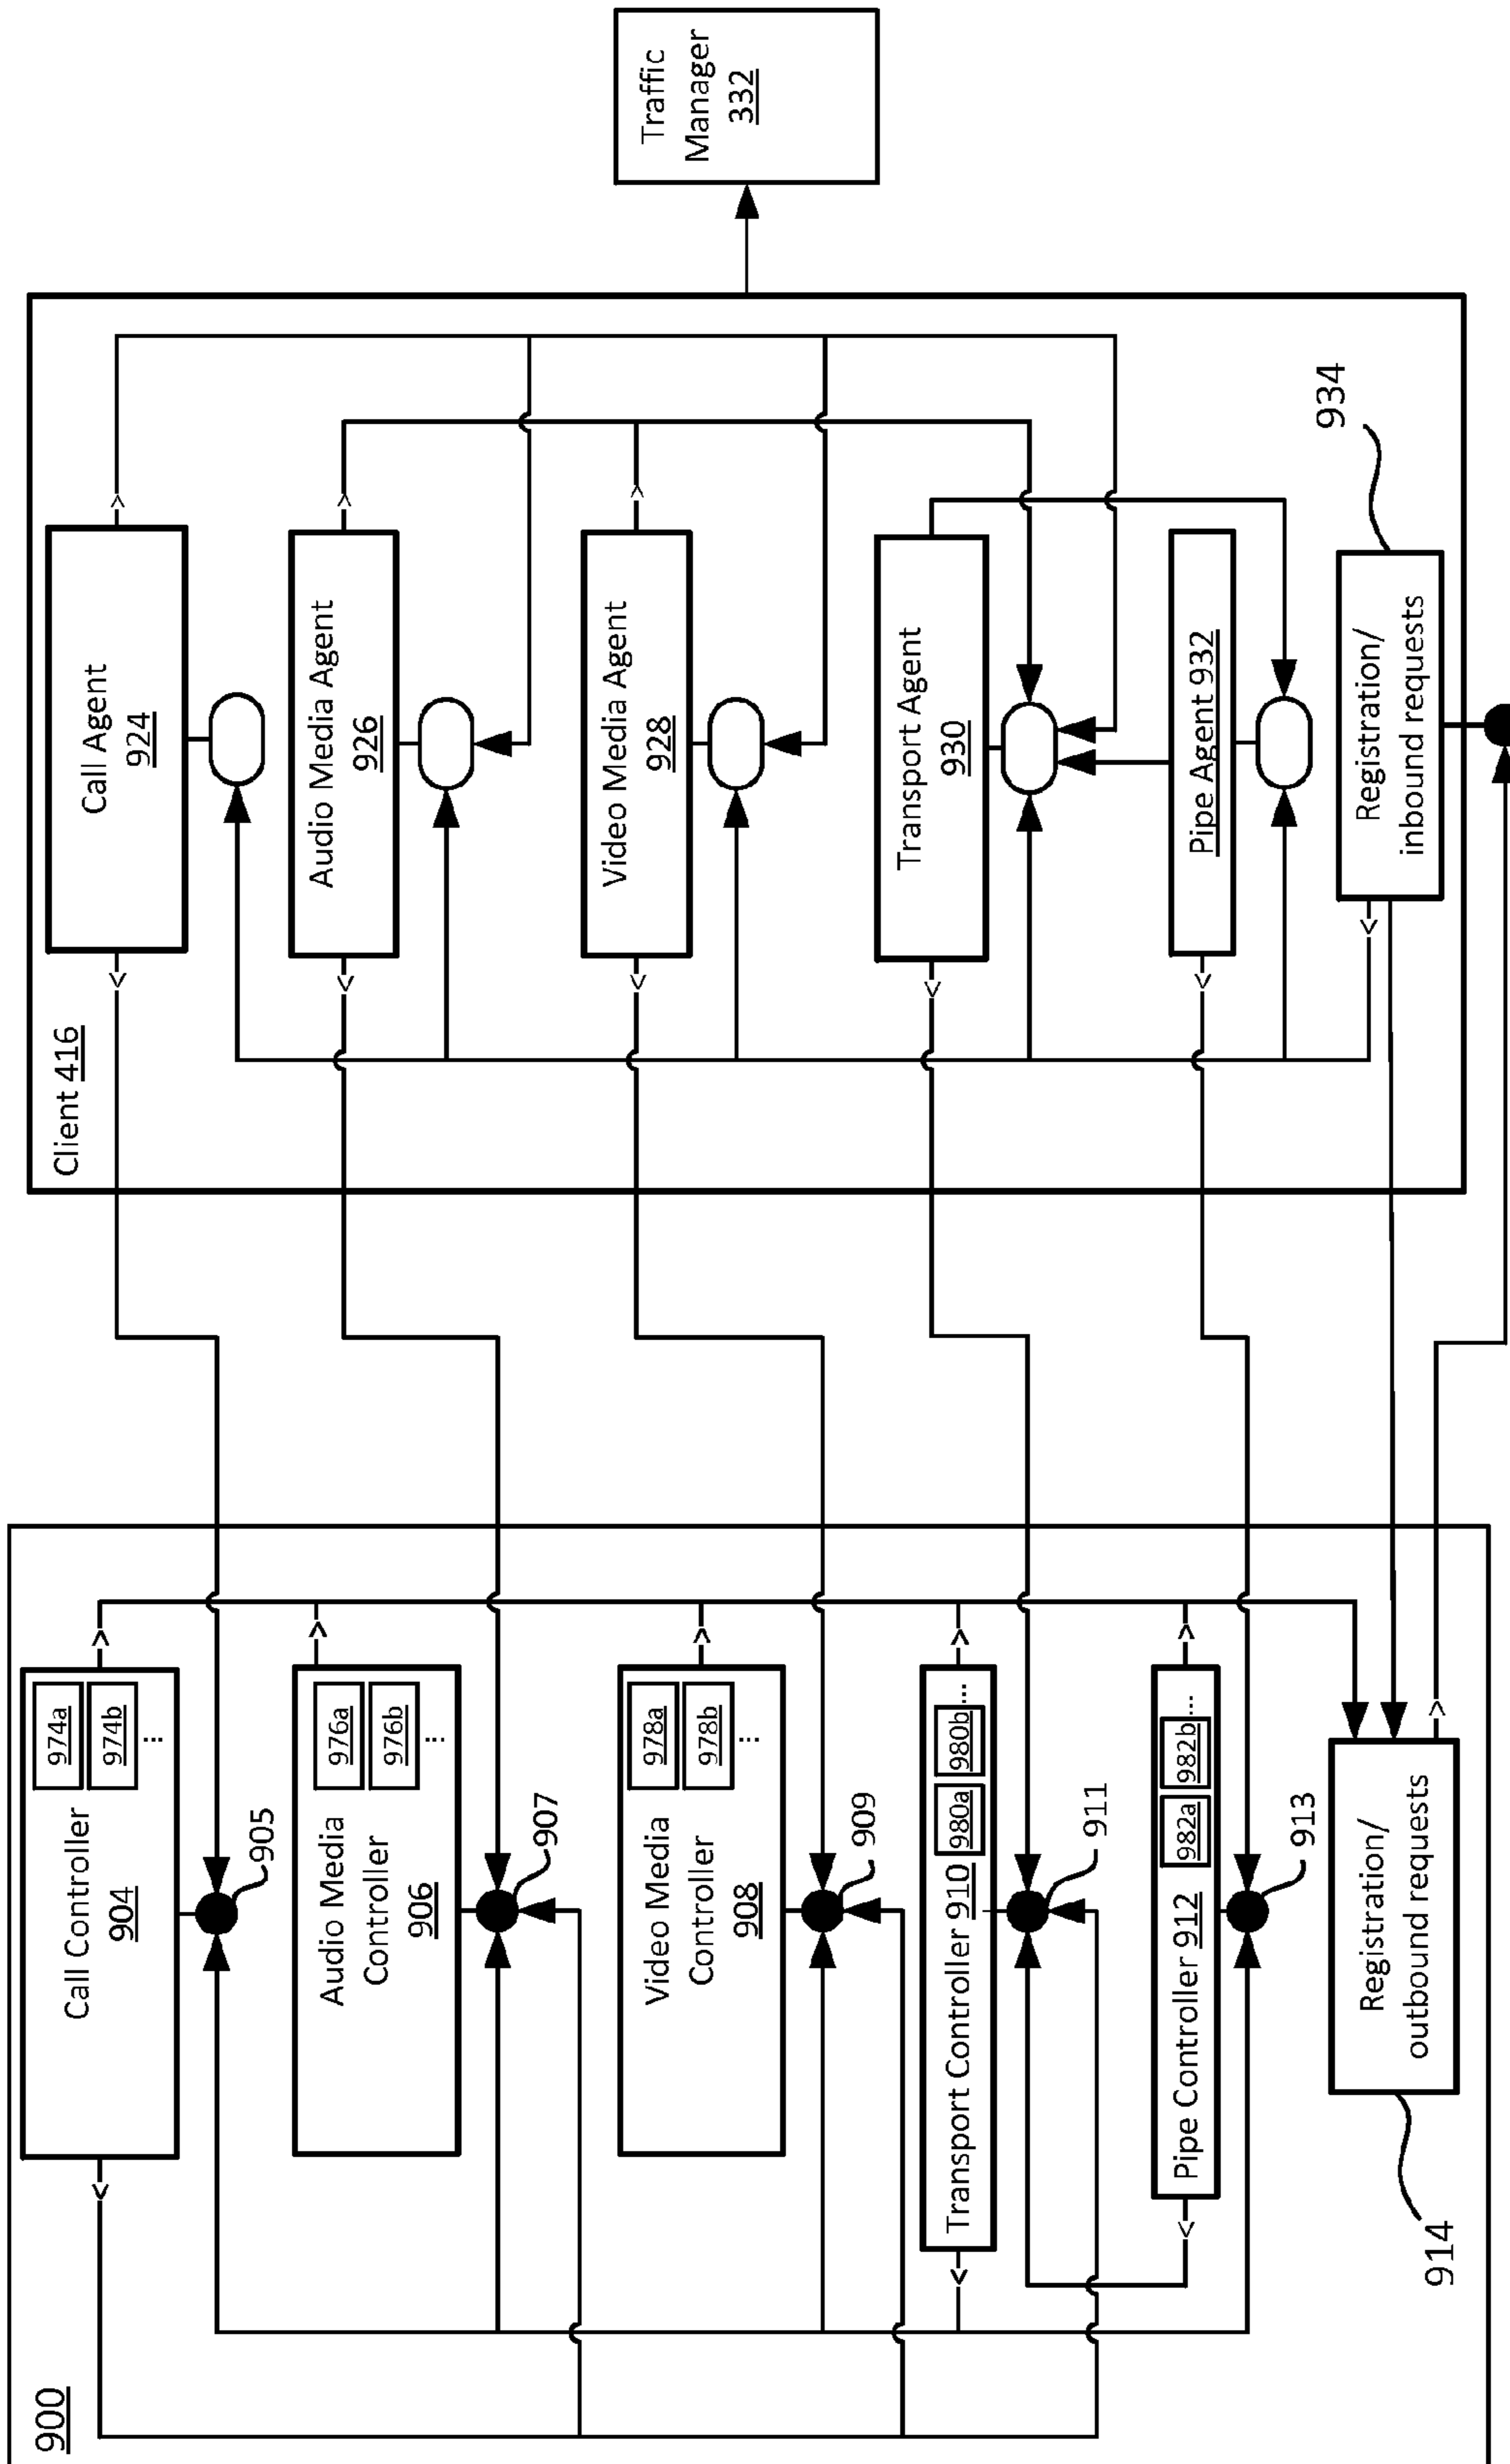 900
Call Controller
904
974a
974b
...
905
Audio Media
Controller
906
976a
976b
...
907
Video Media
Controller
908
978a
978b
...
909
Transport Controller 910
980a
980b
...
911
Pipe Controller 912
982a
982b
...
913
Registration/
outbound requests
914
Client 416
Call Agent
924
Audio Media Agent
926
Video Media Agent
928
Transport Agent
930
Pipe Agent 932
Registration/
inbound requests
934
Traffic
Manager
332